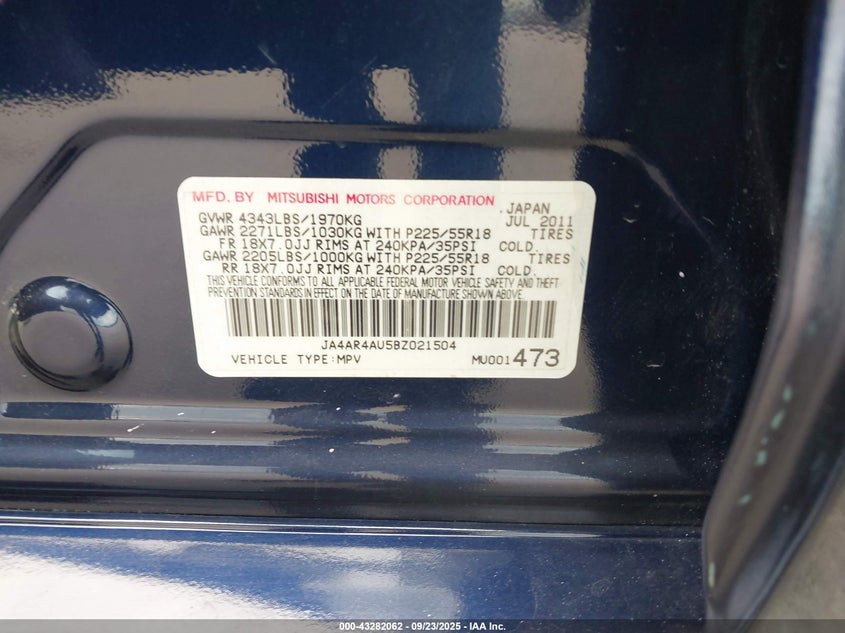 MFD. BY MITSUBISHI MOTORS CORPORATION , JAPAN
GVWR 4343LBS/1970KG JUL 2011
GAWR 2271LBS/1030KG WITH P225/55R18 TIRES
FR 18X7.0JJ RIMS AT 240KPA/35PSI COLD.
GAWR 2205LBS/1000KG WITH P225/55R18 TIRES
RR 18X7.0JJ RIMS AT 240KPA/35PSI COLD.
THIS VEHICLE CONFORMS TO ALL APPLICABLE FEDERAL MOTOR VEHICLE SAFETY AND THEFT
PREVENTION STANDARDS IN EFFECT ON THE DATE OF MANUFACTURE SHOWN ABOVE.
JA4AR4AU5BZ021504
VEHICLE TYPE:MPV MU001473
000-43282062 - 09/23/2025 - IAA Inc.